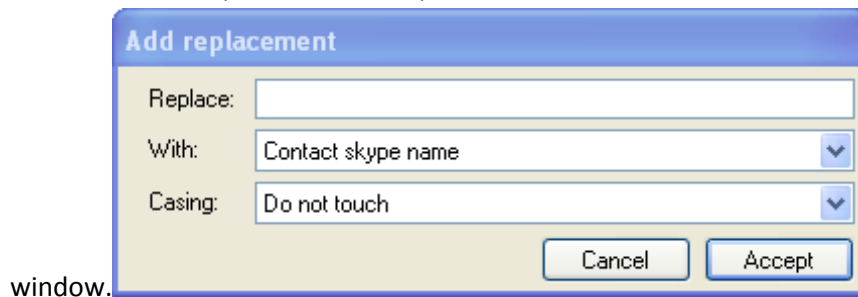 Add replacement
Replace:
With: Contact skype name
Casing: Do not touch
Cancel Accept
window.